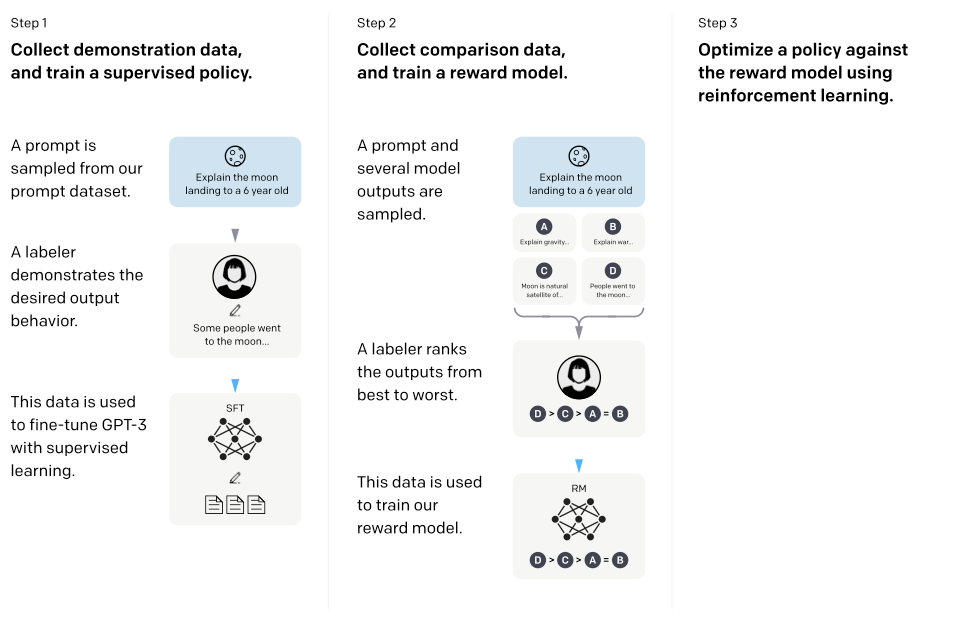 Step 1
Collect demonstration data,
and train a supervised policy.
A prompt is
sampled from our
prompt dataset.
Explain the moon
landing to a 6 year old
A labeler
demonstrates the
desired output
behavior.
Some people went
to the moon...
This data is used
to fine-tune GPT-3
with supervised
learning.
SFT
Step 2
Collect comparison data,
and train a reward model.
A prompt and
several model
outputs are
sampled.
Explain the moon
landing to a 6 year old
A
Explain gravity...
B
Explain war...
C
Moon is natural
satellite of...
D
People went to
the moon...
A labeler ranks
the outputs from
best to worst.
D > C > A = B
This data is used
to train our
reward model.
RM
D > C > A = B
Step 3
Optimize a policy against
the reward model using
reinforcement learning.